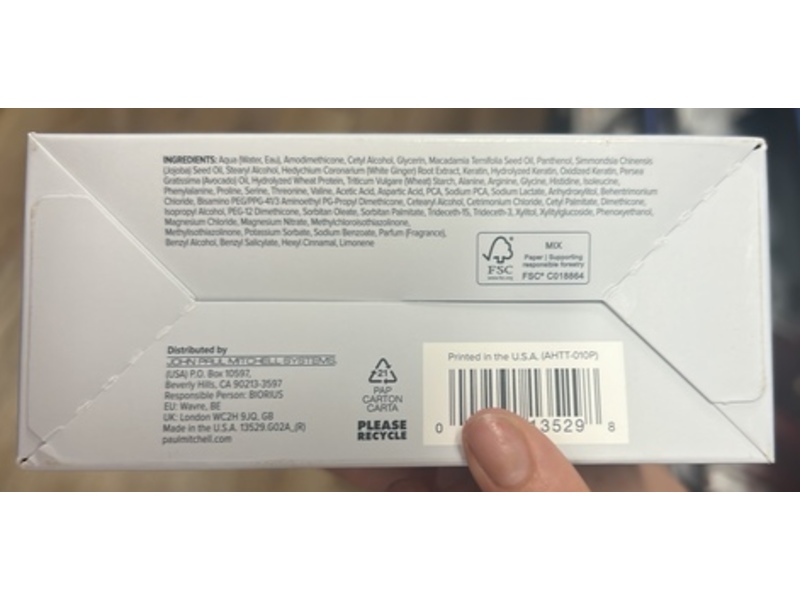 INGREDIENTS: Aqua (Water, Eau), Amodimethicone, Cetyl Alcohol, Glycerin, Macadamia Ternifolia Seed Oil, Panthenol, Simmondsia Chinensis
(Jojoba) Seed Oil, Stearyl Alcohol, Hedychium Coronarium (White Ginger) Root Extract, Keratin, Hydrolyzed Keratin, Oxidized Keratin, Persea
Gratissima (Avocado) Oil, Hydrolyzed Wheat Protein, Triticum Vulgare (Wheat) Starch, Alanine, Arginine, Glycine, Histidine, Isoleucine,
Phenylalanine, Proline, Serine, Threonine, Valine, Acetic Acid, Aspartic Acid, PCA, Sodium PCA, Sodium Lactate, Anhydroxylitol, Behentrimonium
Chloride, Bisamino PEG/PPG-41/3 Aminoethyl PG-Propyl Dimethicone, Cetearyl Alcohol, Cetrimonium Chloride, Cetyl Palmitate, Dimethicone,
Isopropyl Alcohol, PEG-12 Dimethicone, Sorbitan Oleate, Sorbitan Palmitate, Trideceth-15, Trideceth-3, Xylitol, Xylitylglucoside, Phenoxyethanol,
Magnesium Chloride, Magnesium Nitrate, Methylchloroisothiazolinone,
Methylisothiazolinone, Potassium Sorbate, Sodium Benzoate, Parfum (Fragrance),
Benzyl Alcohol, Benzyl Salicylate, Hexyl Cinnamal, Limonene
FSC
www.fsc.org
MIX
Paper | Supporting
responsible forestry
FSC® C018864
Distributed by
JOHN PAUL MITCHELL SYSTEMS
(USA) P.O. Box 10597,
Beverly Hills, CA 90213-3597
Responsible Person: BIORIUS
EU: Wavre, BE
UK: London WC2H 9JQ, GB
Made in the U.S.A. 13529.G02A_(R)
paulmitchell.com
21
PAP
CARTON
CARTA
PLEASE
RECYCLE
Printed in the U.S.A. (AHTT-010P)
0 13529 8